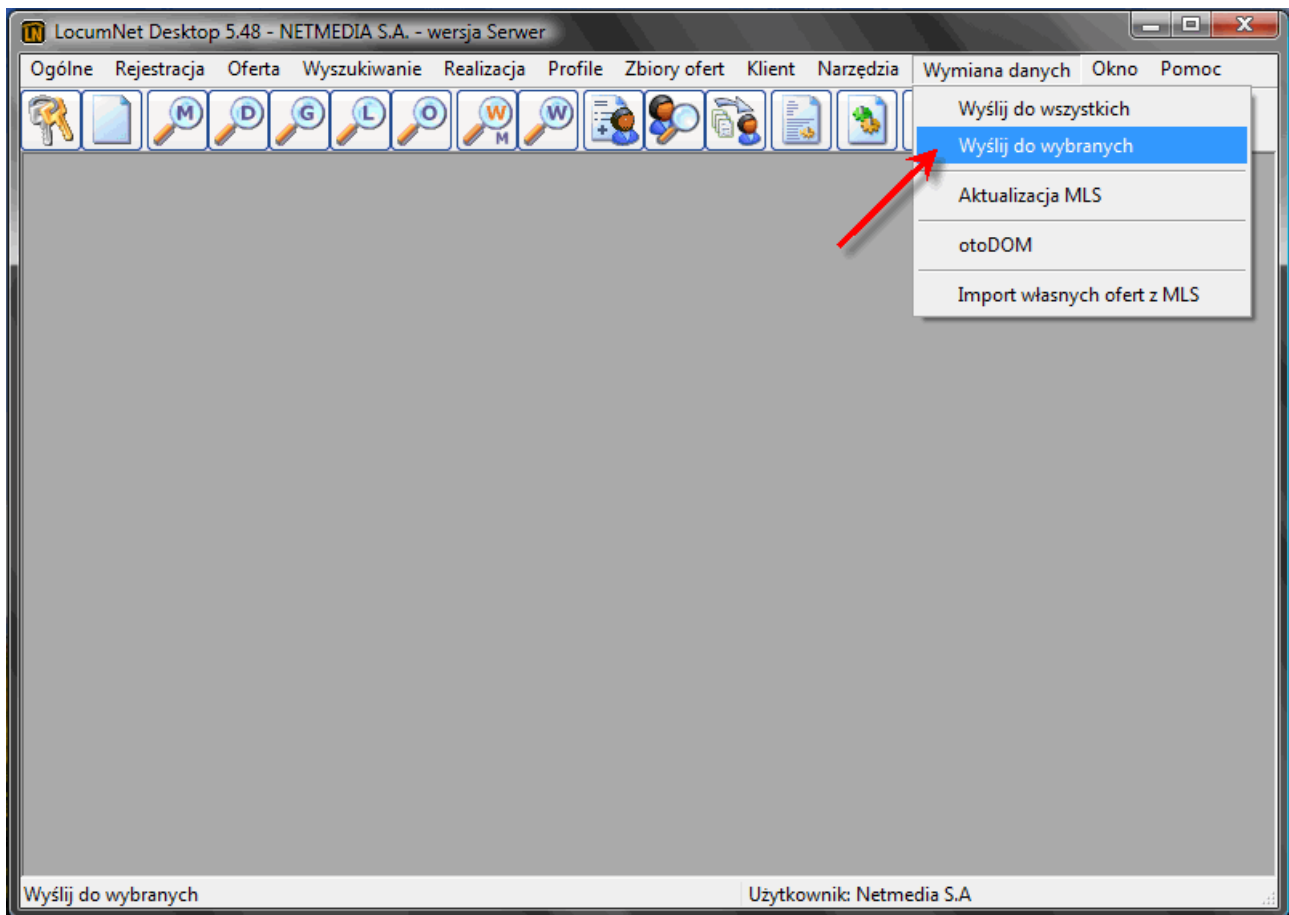 LocumNet Desktop 5.48 - NETMEDIA S.A. - wersja Serwer
Ogólne Rejestracja Oferta Wyszukiwanie Realizacja Profile Zbiory ofert Klient Narzędzia Wymiana danych Okno Pomoc
M D G L O W M W
Wyślij do wszystkich
Wyślij do wybranych
Aktualizacja MLS
otoDOM
Import własnych ofert z MLS
Wyślij do wybranych Użytkownik: Netmedia S.A